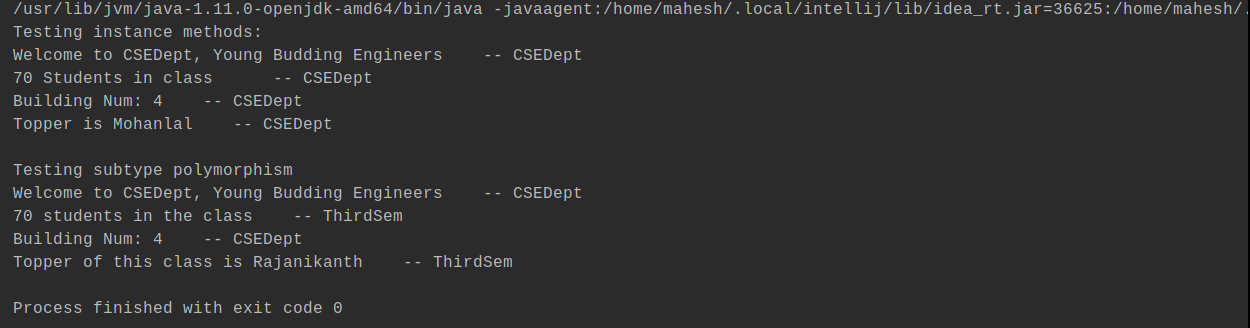 /usr/lib/jvm/java-1.11.0-openjdk-amd64/bin/java -javaagent:/home/mahesh/.local/intellij/lib/idea_rt.jar=36625:/home/mahesh/.
Testing instance methods:
Welcome to CSEDept, Young Budding Engineers    -- CSEDept
70 Students in class      -- CSEDept
Building Num: 4    -- CSEDept
Topper is Mohanlal    -- CSEDept

Testing subtype polymorphism
Welcome to CSEDept, Young Budding Engineers    -- CSEDept
70 students in the class    -- ThirdSem
Building Num: 4    -- CSEDept
Topper of this class is Rajanikanth    -- ThirdSem

Process finished with exit code 0